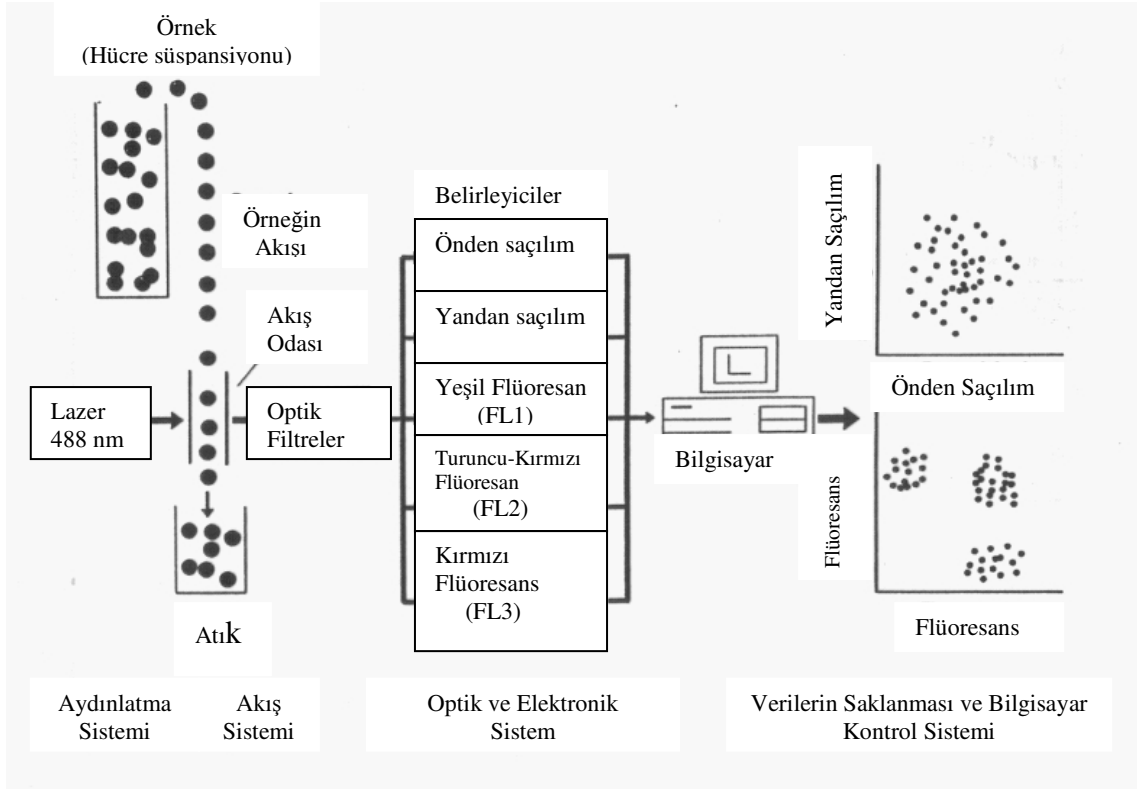 Örnek
(Hücre süspansiyonu)
Örneğin
Akışı
Akış
Odası
Lazer
488 nm
Optik
Filtreler
Atık
Belirleyiciler
Önden saçılım
Yandan saçılım
Yeşil Flüoresan
(FL1)
Turuncu-Kırmızı
Flüoresan
(FL2)
Kırmızı
Flüoresans
(FL3)
Bilgisayar
Yandan Saçılım
Önden Saçılım
Flüoresans
Flüoresans
Aydınlatma
Sistemi
Akış
Sistemi
Optik ve Elektronik
Sistem
Verilerin Saklanması ve Bilgisayar
Kontrol Sistemi